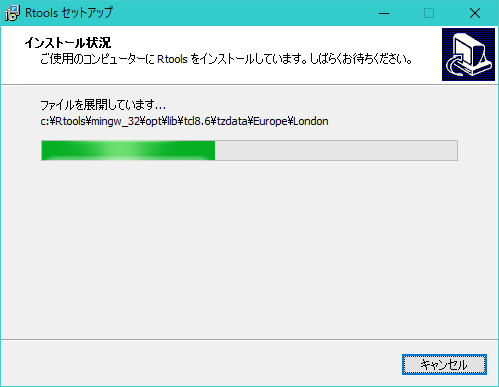 Rtools セットアップ
インストール状況
ご使用のコンピューターに Rtools をインストールしています。しばらくお待ちください。
ファイルを展開しています...
c:¥Rtools¥mingw_32¥opt¥lib¥tcl8.6¥tzdata¥Europe¥London
キャンセル